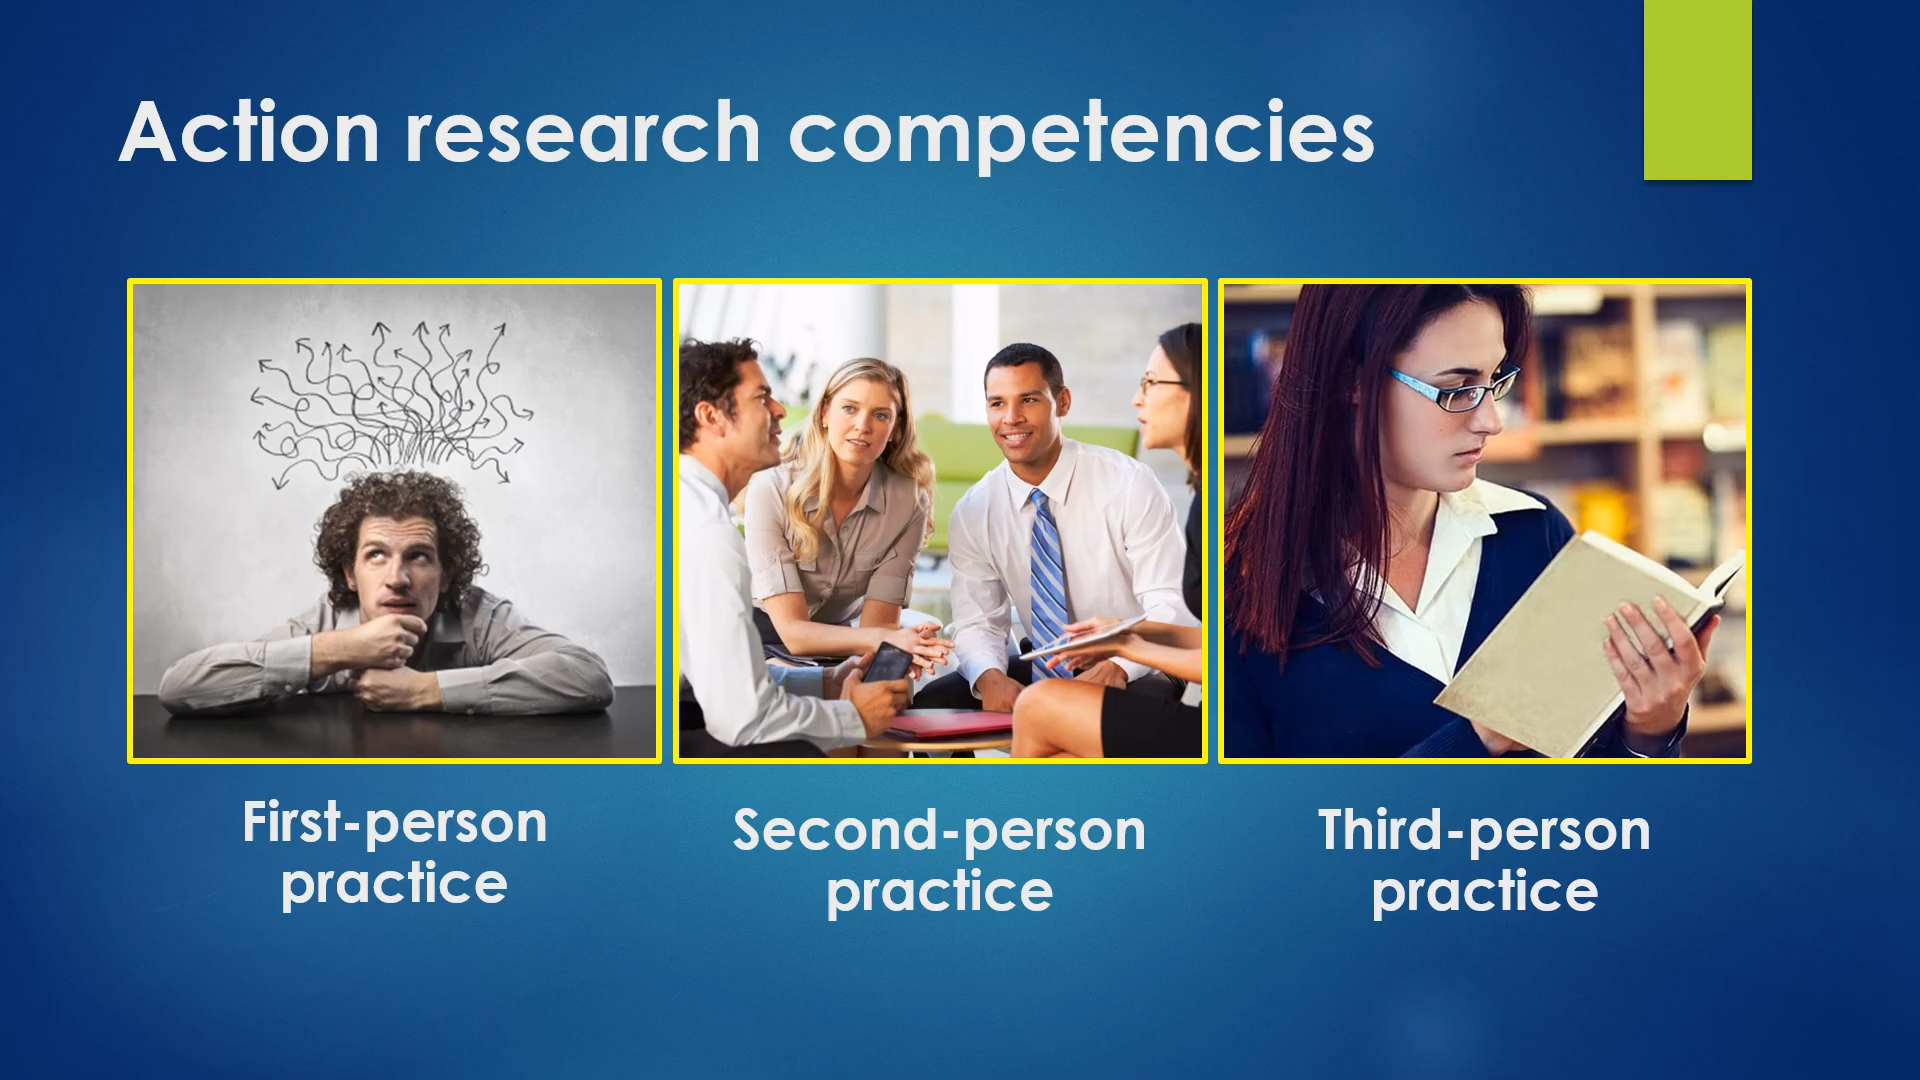 Action research competencies
First-person
practice
Second-person
practice
Third-person
practice